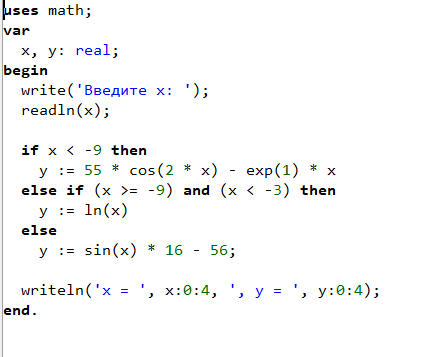 uses math;
var
  x, y: real;
begin
  write('Введите x: ');
  readln(x);

  if x < -9 then
    y := 55 * cos(2 * x) - exp(1) * x
  else if (x >= -9) and (x < -3) then
    y := ln(x)
  else
    y := sin(x) * 16 - 56;

  writeln('x = ', x:0:4, ', y = ', y:0:4);
end.